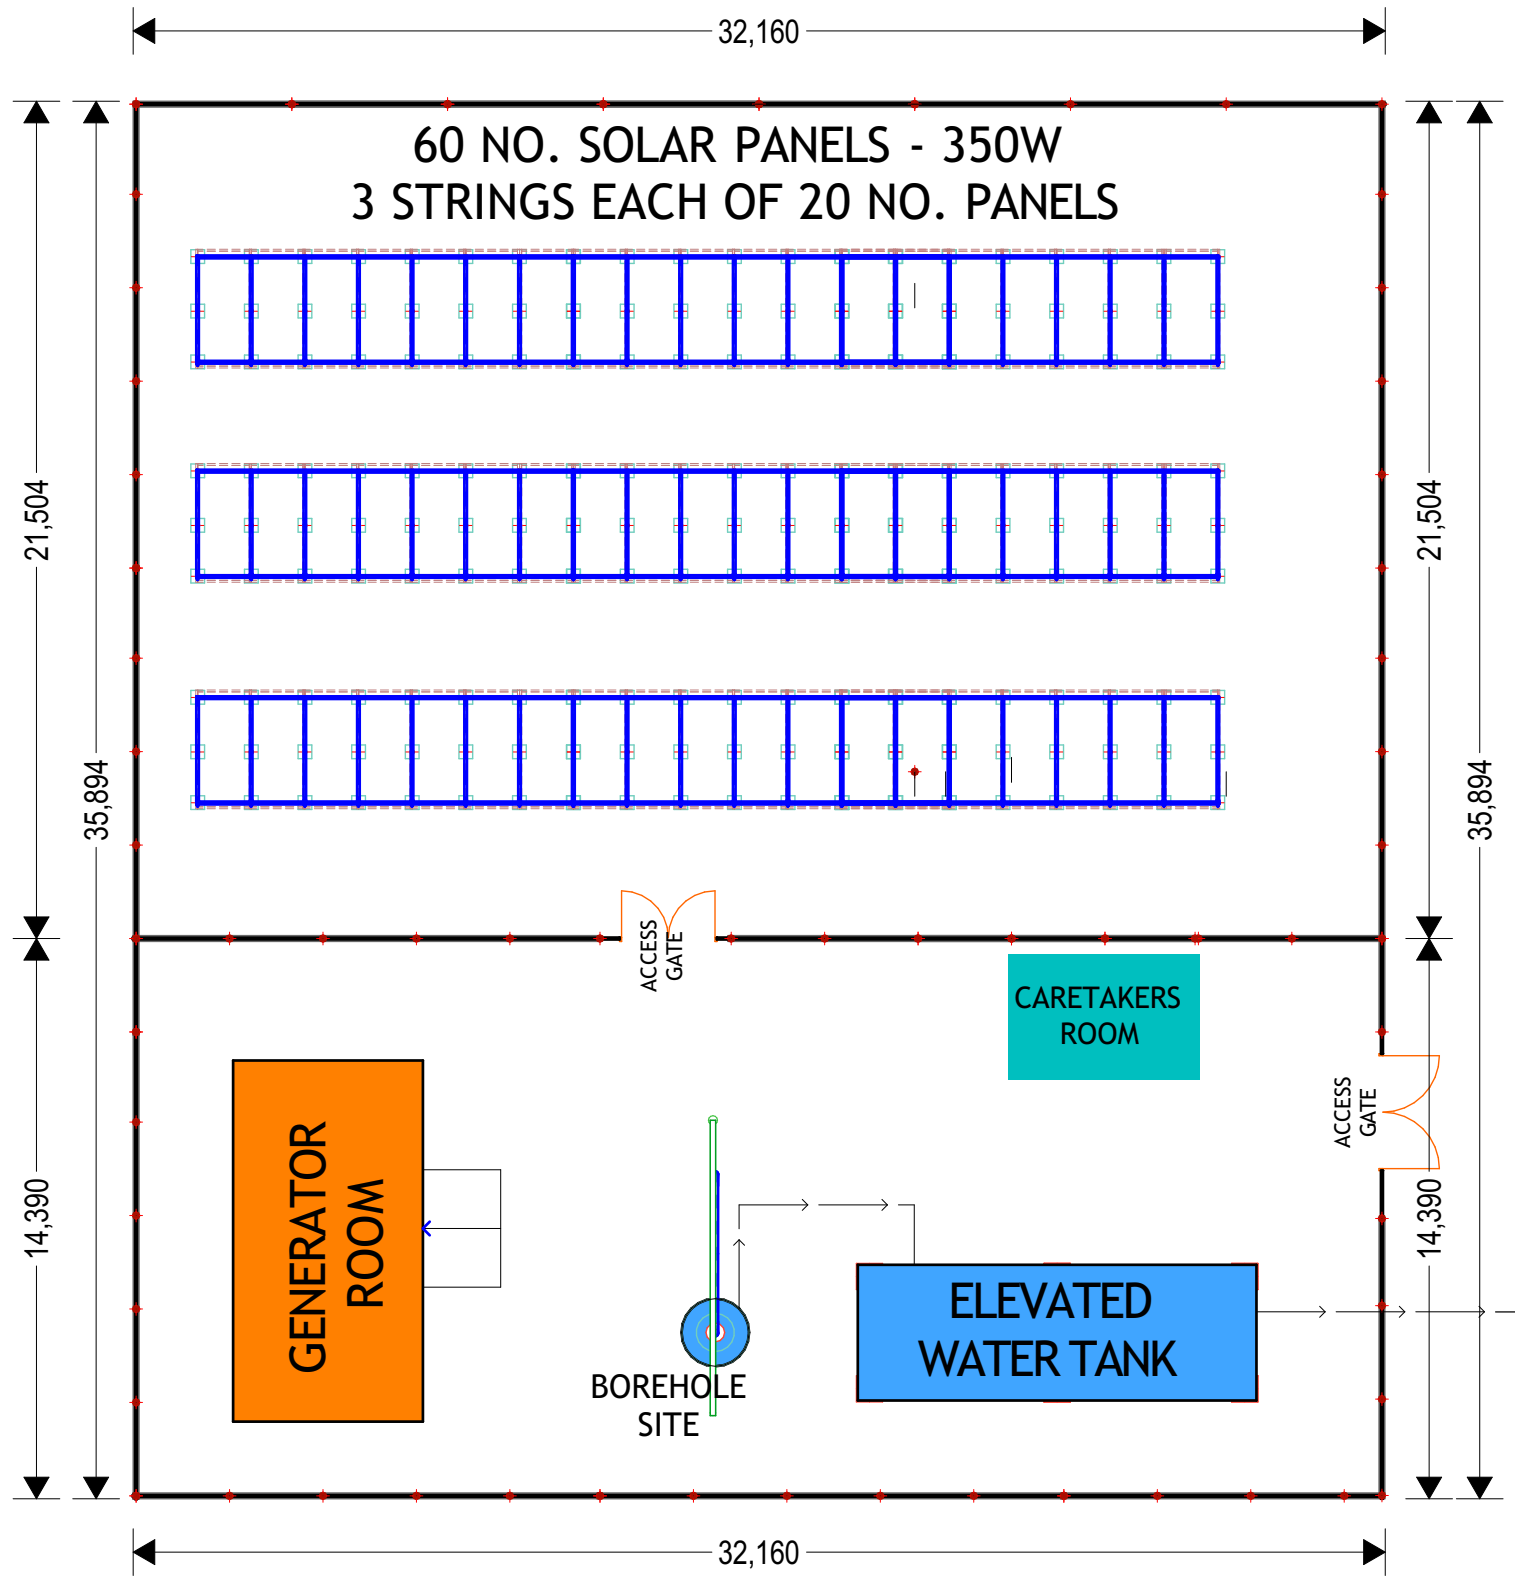 32,160
60 NO. SOLAR PANELS - 350W
3 STRINGS EACH OF 20 NO. PANELS
21,504
21,504
35,894
35,894
ACCESS
GATE
CARETAKERS
ROOM
ACCESS
GATE
GENERATOR
ROOM
14,390
14,390
ELEVATED
WATER TANK
BOREHOLE
SITE
32,160